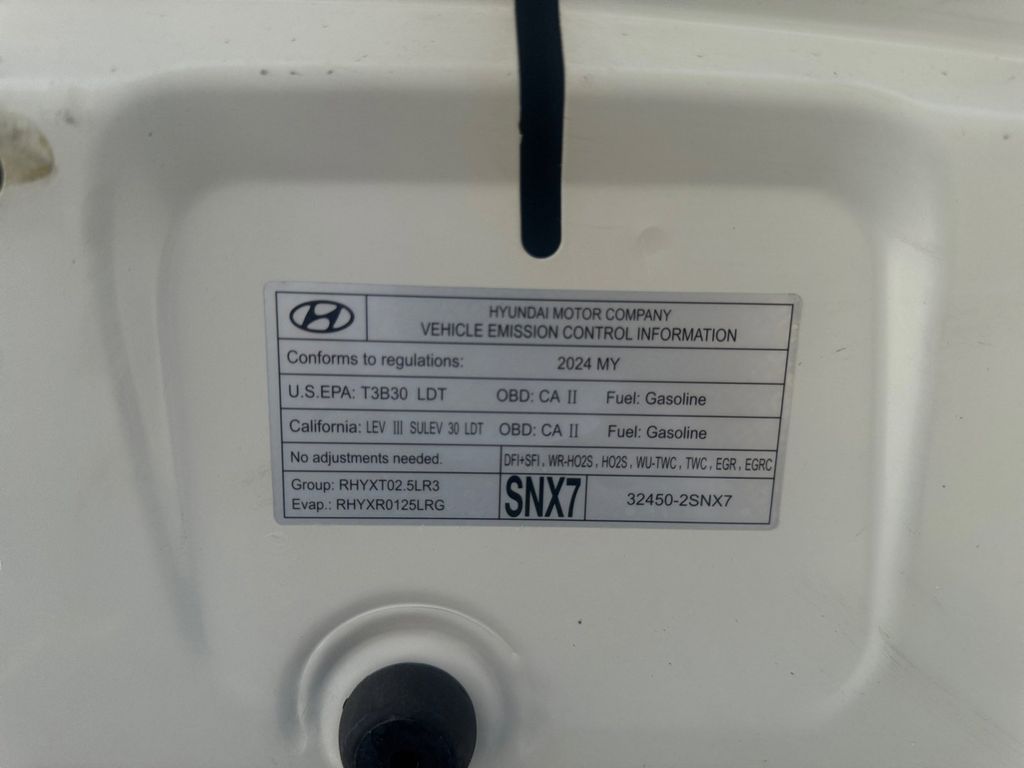 HYUNDAI MOTOR COMPANY
VEHICLE EMISSION CONTROL INFORMATION
Conforms to regulations: 2024 MY
U.S.EPA: T3B30 LDT OBD: CA II Fuel: Gasoline
California: LEV III SULEV 30 LDT OBD: CA II Fuel: Gasoline
No adjustments needed. DFI+SFI, WR-HO2S, HO2S, WU-TWC, TWC, EGR, EGRC
Group: RHYXT02.5LR3
Evap.: RHYXR0125LRG
SNX7
32450-2SNX7